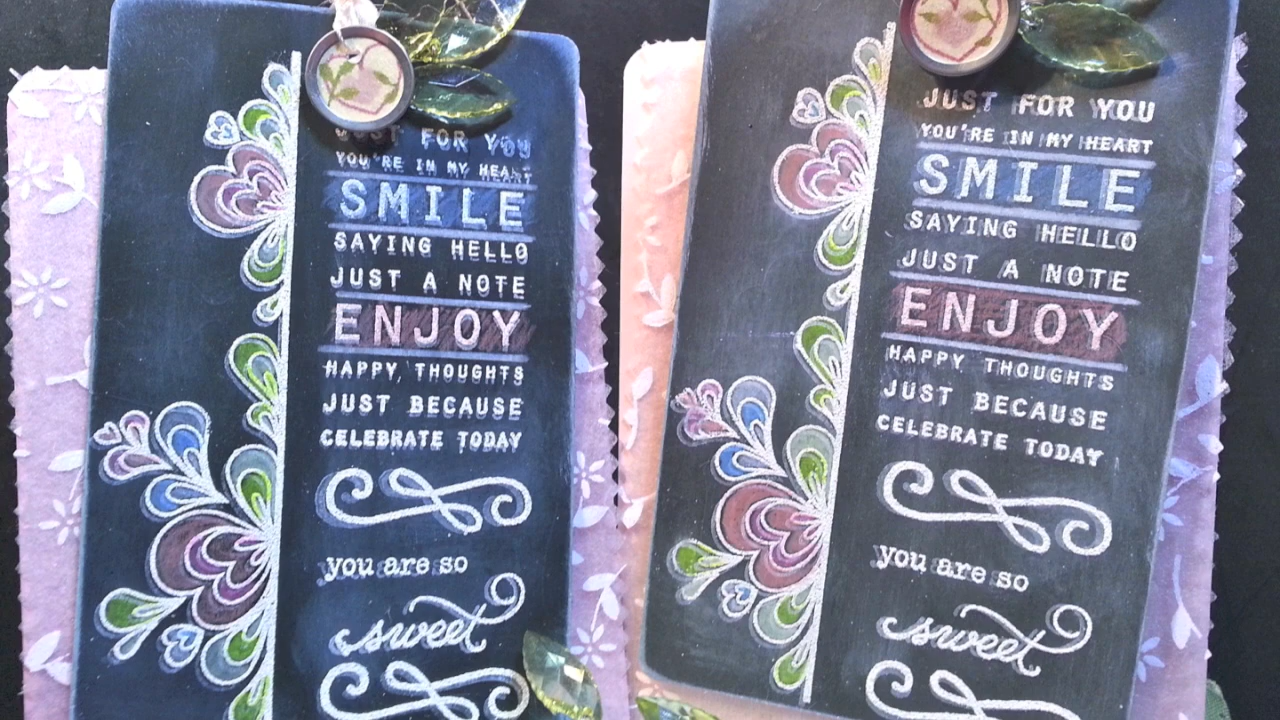 JUST FOR YOU
YOU'RE IN MY HEART
SMILE
SAYING HELLO
JUST A NOTE
ENJOY
HAPPY THOUGHTS
JUST BECAUSE
CELEBRATE TODAY
you are so
sweet
JUST FOR YOU
YOU'RE IN MY HEART
SMILE
SAYING HELLO
JUST A NOTE
ENJOY
HAPPY THOUGHTS
JUST BECAUSE
CELEBRATE TODAY
you are so
sweet